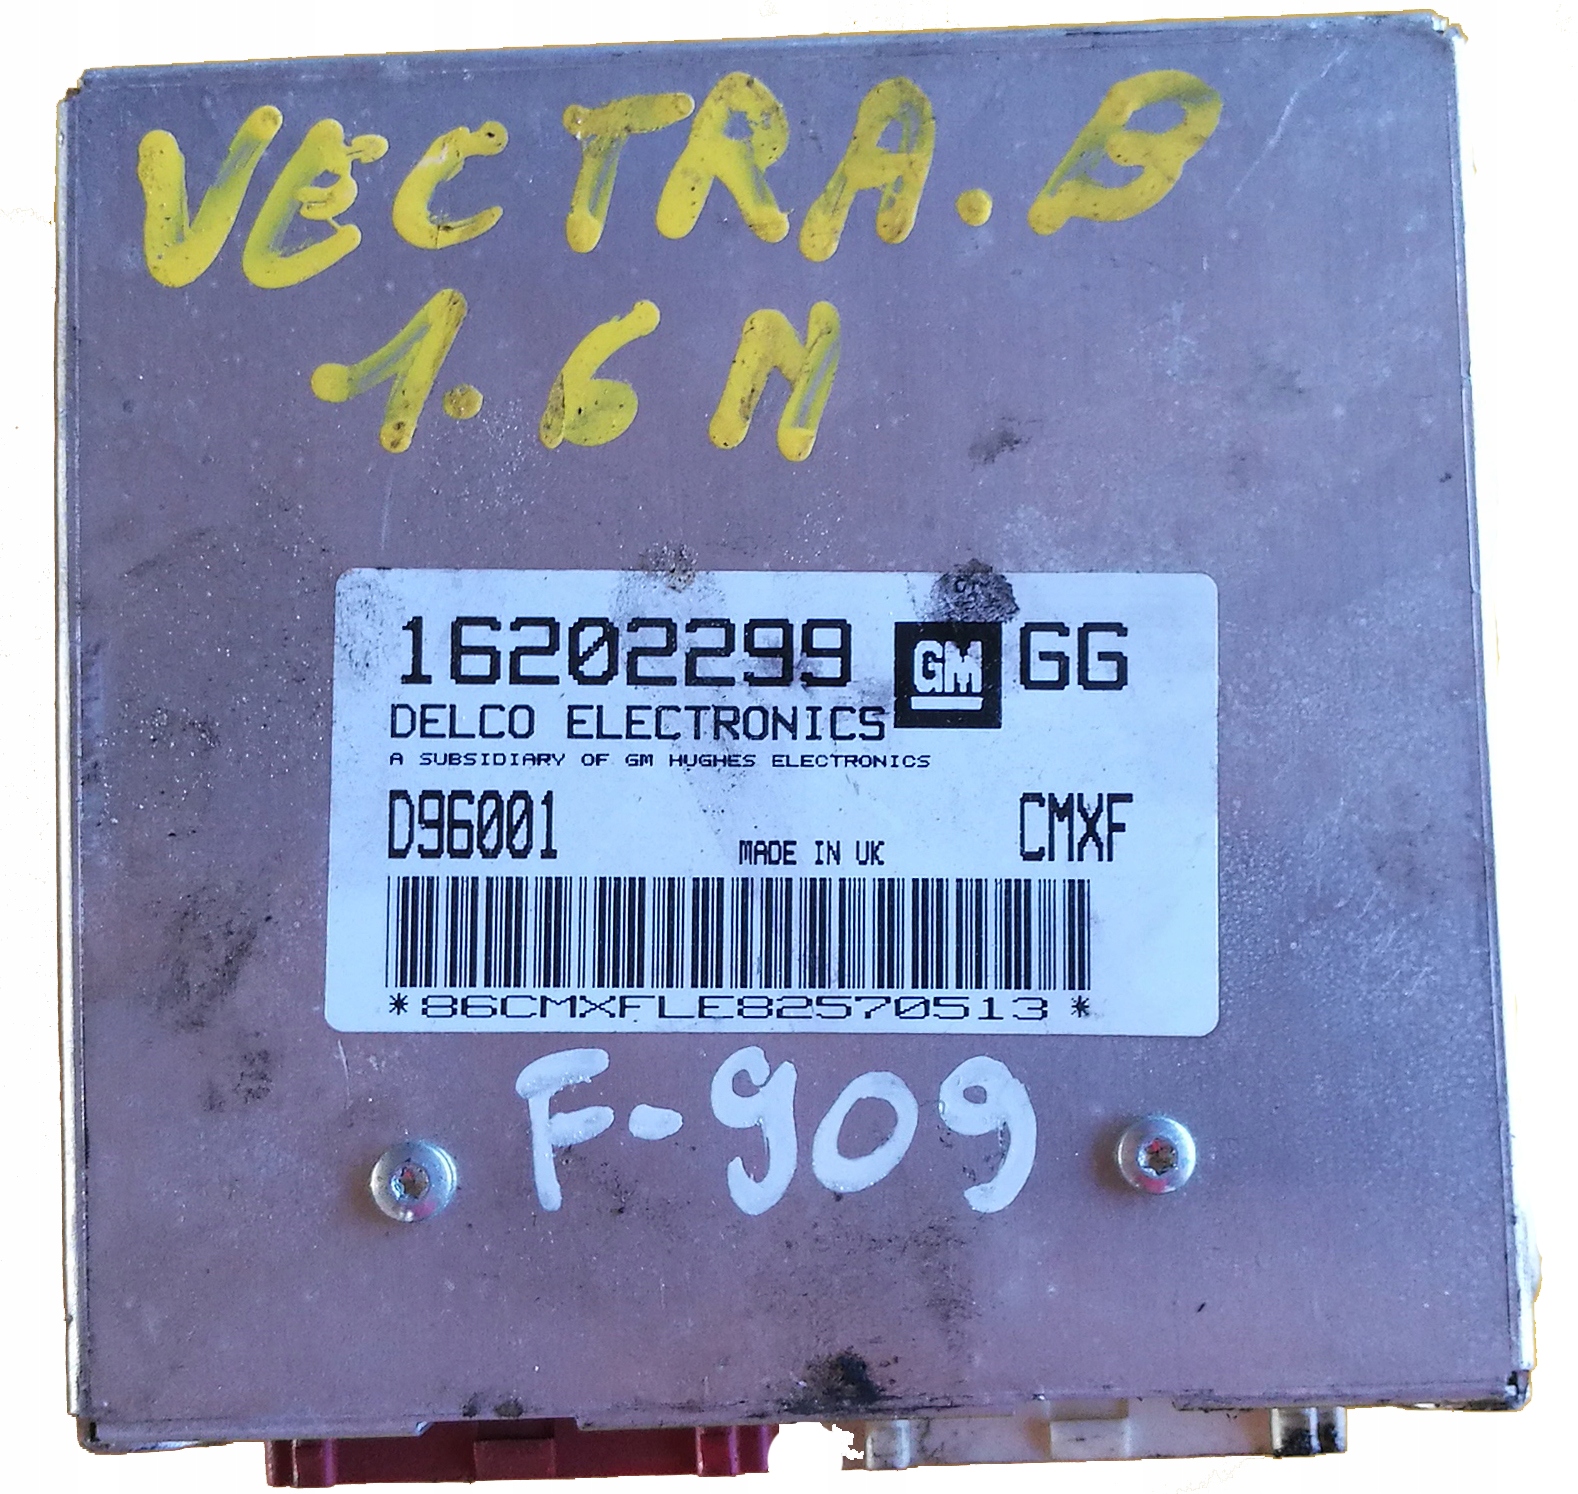 VECTRA.B
1.6 N
16202299 GM GG
DELCO ELECTRONICS
A SUBSIDIARY OF GM HUGHES ELECTRONICS
D96001 CMXF
MADE IN UK
*86CMXFLE82570513*
F-909